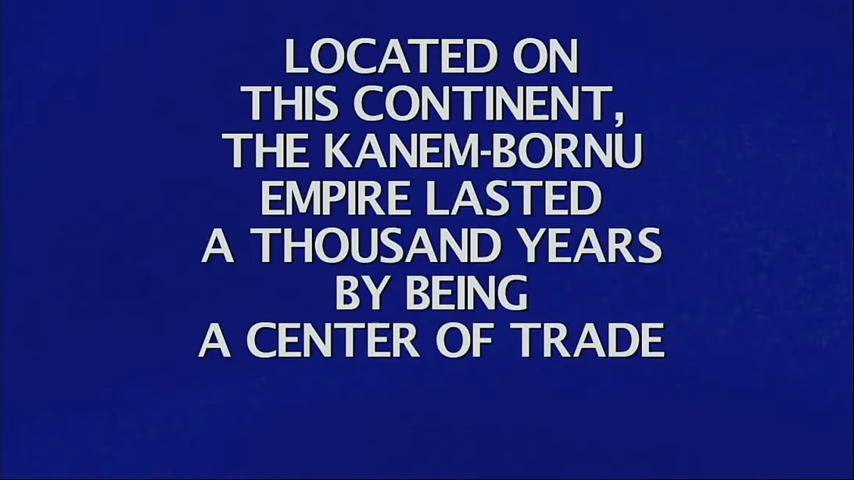 LOCATED ON
THIS CONTINENT,
THE KANEM-BORNU
EMPIRE LASTED
A THOUSAND YEARS
BY BEING
A CENTER OF TRADE